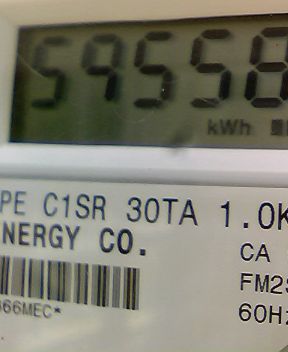 59558
kWh
PE C1SR 30TA 1.0K
NERGY CO.
CA
FM2S
60Hz
66MEC*